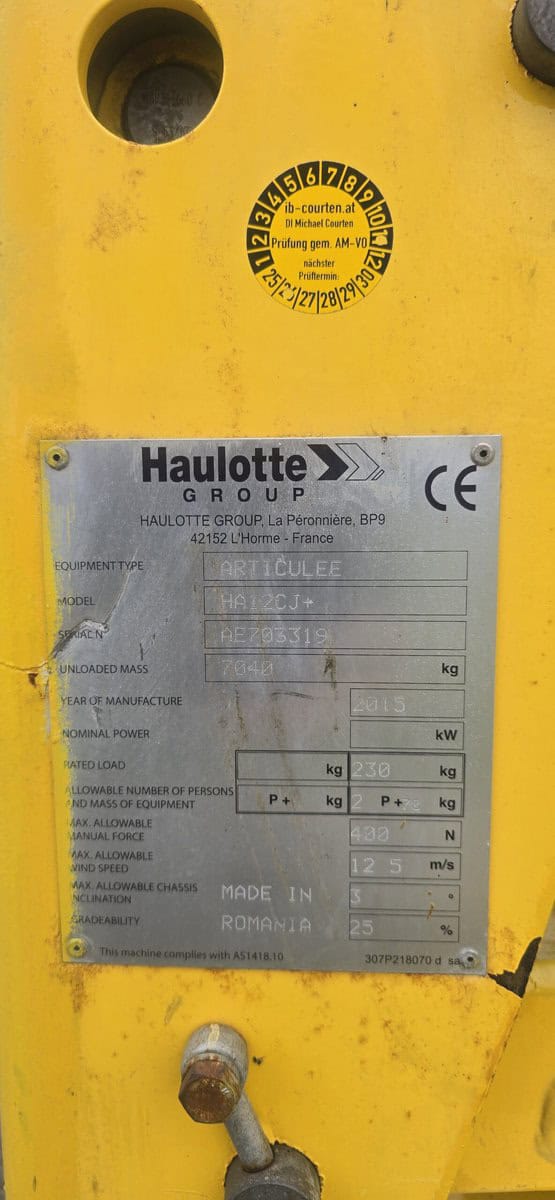 1 2 3 4 5 6 7 8 9 10 12
ib-courten.at
DI Michael Courten
Prüfung gem. AM-VO
nächster
Prüftermin:
25 27 28 29 30
Haulotte
GROUP
CE
HAULOTTE GROUP, La Péronnière, BP9
42152 L'Horme - France
EQUIPMENT TYPE ARTICULEE
MODEL HA12CJ+
SERIAL N° AE703319
UNLOADED MASS 7040 kg
YEAR OF MANUFACTURE 2015
NOMINAL POWER kW
RATED LOAD kg 230 kg
ALLOWABLE NUMBER OF PERSONS
AND MASS OF EQUIPMENT P + kg 2 P + 70 kg
MAX. ALLOWABLE
MANUAL FORCE 400 N
MAX. ALLOWABLE
WIND SPEED 12 5 m/s
MAX. ALLOWABLE CHASSIS
INCLINATION MADE IN 3 °
GRADEABILITY ROMANIA 25 %
This machine complies with AS1418.10
307P218070 d sa